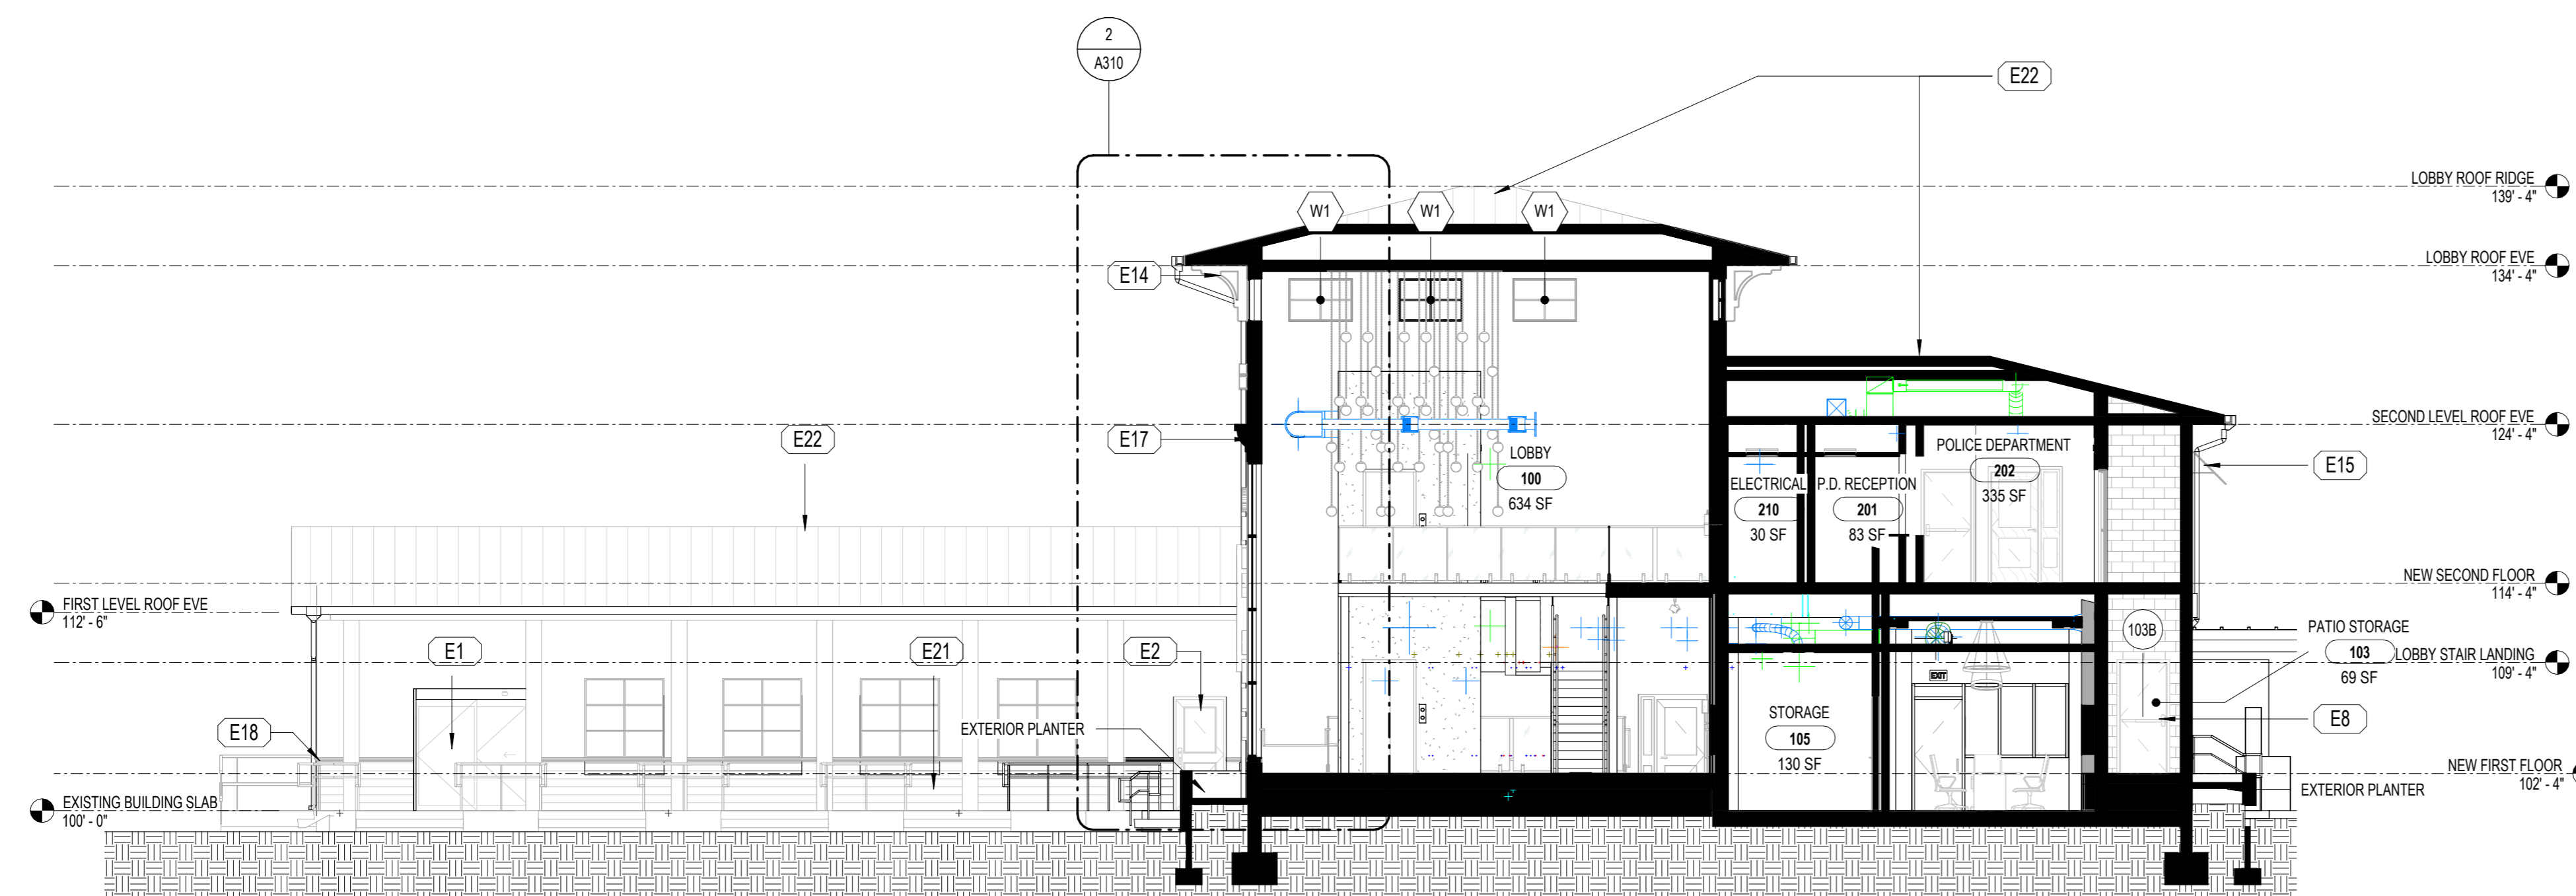 2
A310
E22
LOBBY ROOF RIDGE
139' - 4"
W1
W1
W1
LOBBY ROOF EVE
134' - 4"
E14
SECOND LEVEL ROOF EVE
124' - 4"
E22
E17
LOBBY
100
634 SF
POLICE DEPARTMENT
202
335 SF
E15
ELECTRICAL
210
30 SF
P.D. RECEPTION
201
83 SF
NEW SECOND FLOOR
114' - 4"
FIRST LEVEL ROOF EVE
112' - 6"
E1
E21
E2
103B
PATIO STORAGE
103
69 SF
LOBBY STAIR LANDING
109' - 4"
EXIT
E18
EXTERIOR PLANTER
STORAGE
105
130 SF
E8
NEW FIRST FLOOR
102' - 4"
EXTERIOR PLANTER
EXISTING BUILDING SLAB
100' - 0"